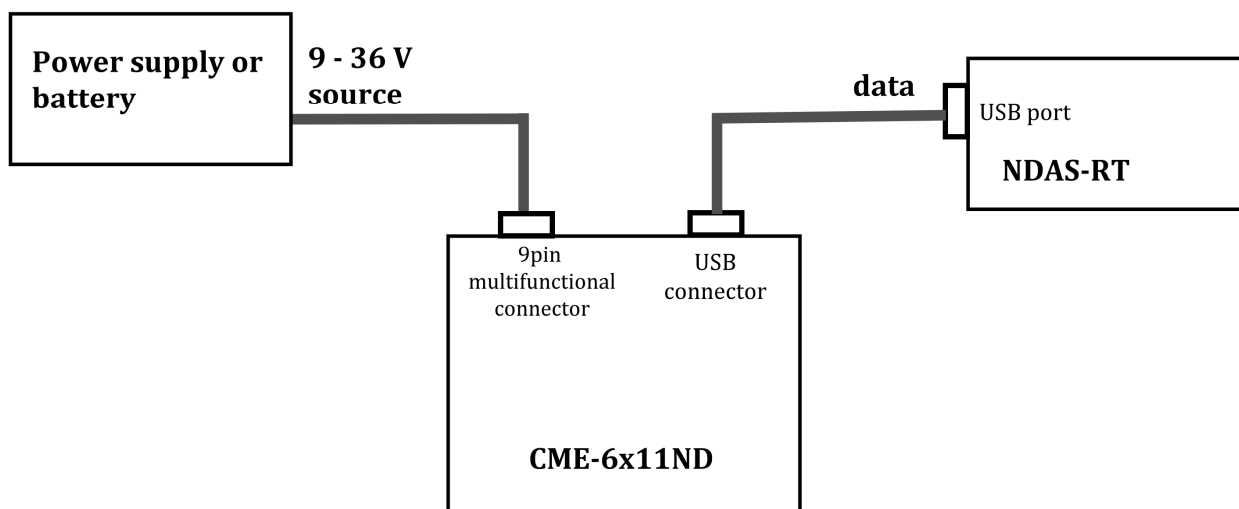 Power supply or
battery
9 - 36 V
source
data
USB port
NDAS-RT
9pin
multifunctional
connector
USB
connector
CME-6x11ND